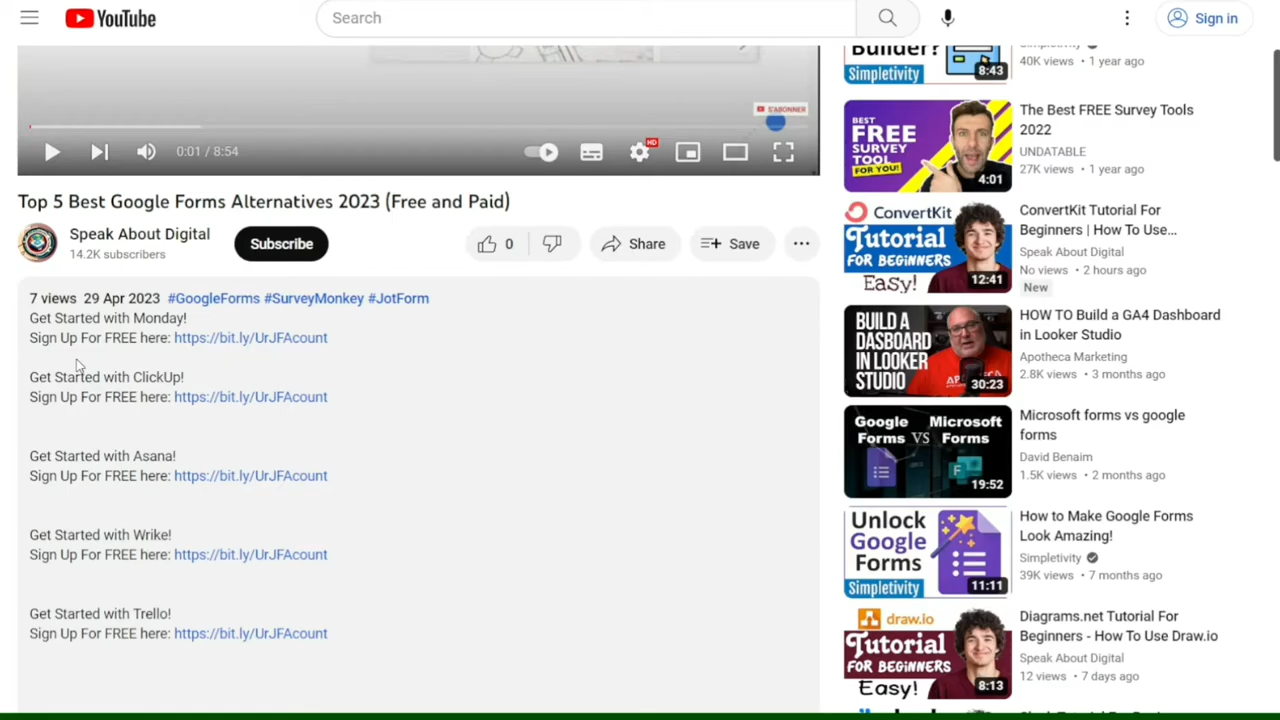 YouTube
Search
Sign in
S'ABONNER
HD
0:01 / 8:54
Top 5 Best Google Forms Alternatives 2023 (Free and Paid)
Speak About Digital
14.2K subscribers
Subscribe
0
Share
Save
7 views 29 Apr 2023 #GoogleForms #SurveyMonkey #JotForm
Get Started with Monday!
Sign Up For FREE here: https://bit.ly/UrJFAcount
Get Started with ClickUp!
Sign Up For FREE here: https://bit.ly/UrJFAcount
Get Started with Asana!
Sign Up For FREE here: https://bit.ly/UrJFAcount
Get Started with Wrike!
Sign Up For FREE here: https://bit.ly/UrJFAcount
Get Started with Trello!
Sign Up For FREE here: https://bit.ly/UrJFAcount
Builder?
Simpletivity
8:43
Simpletivity
40K views • 1 year ago
BEST
FREE
SURVEY
TOOL
FOR YOU!
4:01
The Best FREE Survey Tools
2022
UNDATABLE
27K views • 1 year ago
ConvertKit
Tutorial
FOR BEGINNERS
Easy!
12:41
ConvertKit Tutorial For
Beginners | How To Use...
Speak About Digital
No views • 2 hours ago
New
BUILD A
DASBOARD
IN LOOKER
STUDIO
30:23
HOW TO Build a GA4 Dashboard
in Looker Studio
Apotheca Marketing
2.8K views • 3 months ago
Google Microsoft
Forms VS Forms
F
19:52
Microsoft forms vs google
forms
David Benaim
1.5K views • 2 months ago
Unlock
Google
Forms
Simpletivity
11:11
How to Make Google Forms
Look Amazing!
Simpletivity
39K views • 7 months ago
draw.io
Tutorial
FOR BEGINNERS
Easy!
8:13
Diagrams.net Tutorial For
Beginners - How To Use Draw.io
Speak About Digital
12 views • 7 days ago